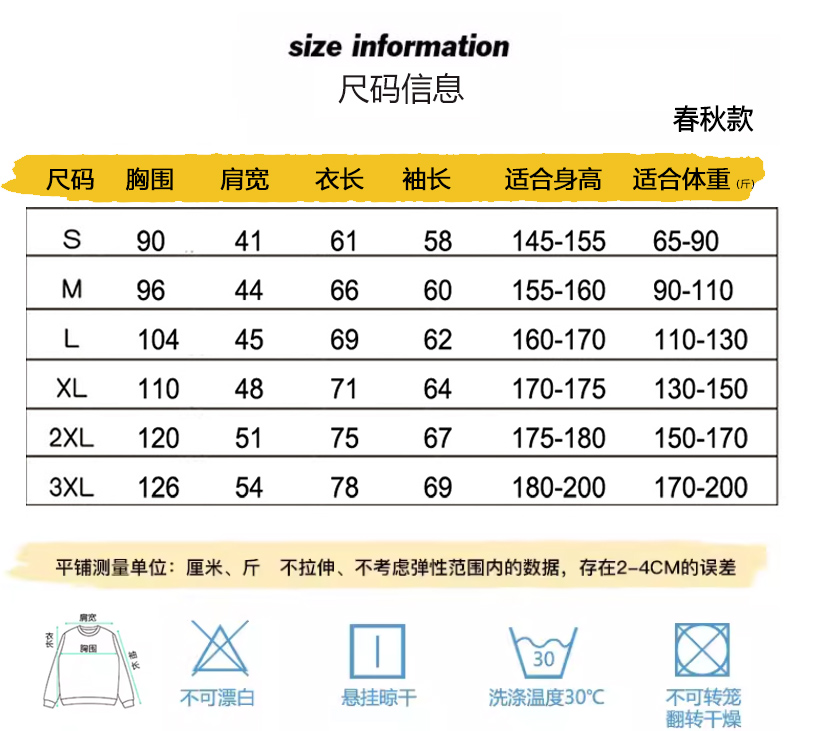 size information
尺码信息
春秋款
尺码 胸围 肩宽 衣长 袖长 适合身高 适合体重 (斤)
S 90 41 61 58 145-155 65-90
M 96 44 66 60 155-160 90-110
L 104 45 69 62 160-170 110-130
XL 110 48 71 64 170-175 130-150
2XL 120 51 75 67 175-180 150-170
3XL 126 54 78 69 180-200 170-200
平铺测量单位：厘米、斤 不拉伸、不考虑弹性范围内的数据，存在2-4CM的误差
肩宽
衣长
胸围
袖长
30
不可漂白
悬挂晾干
洗涤温度30℃
不可转笼
翻转干燥